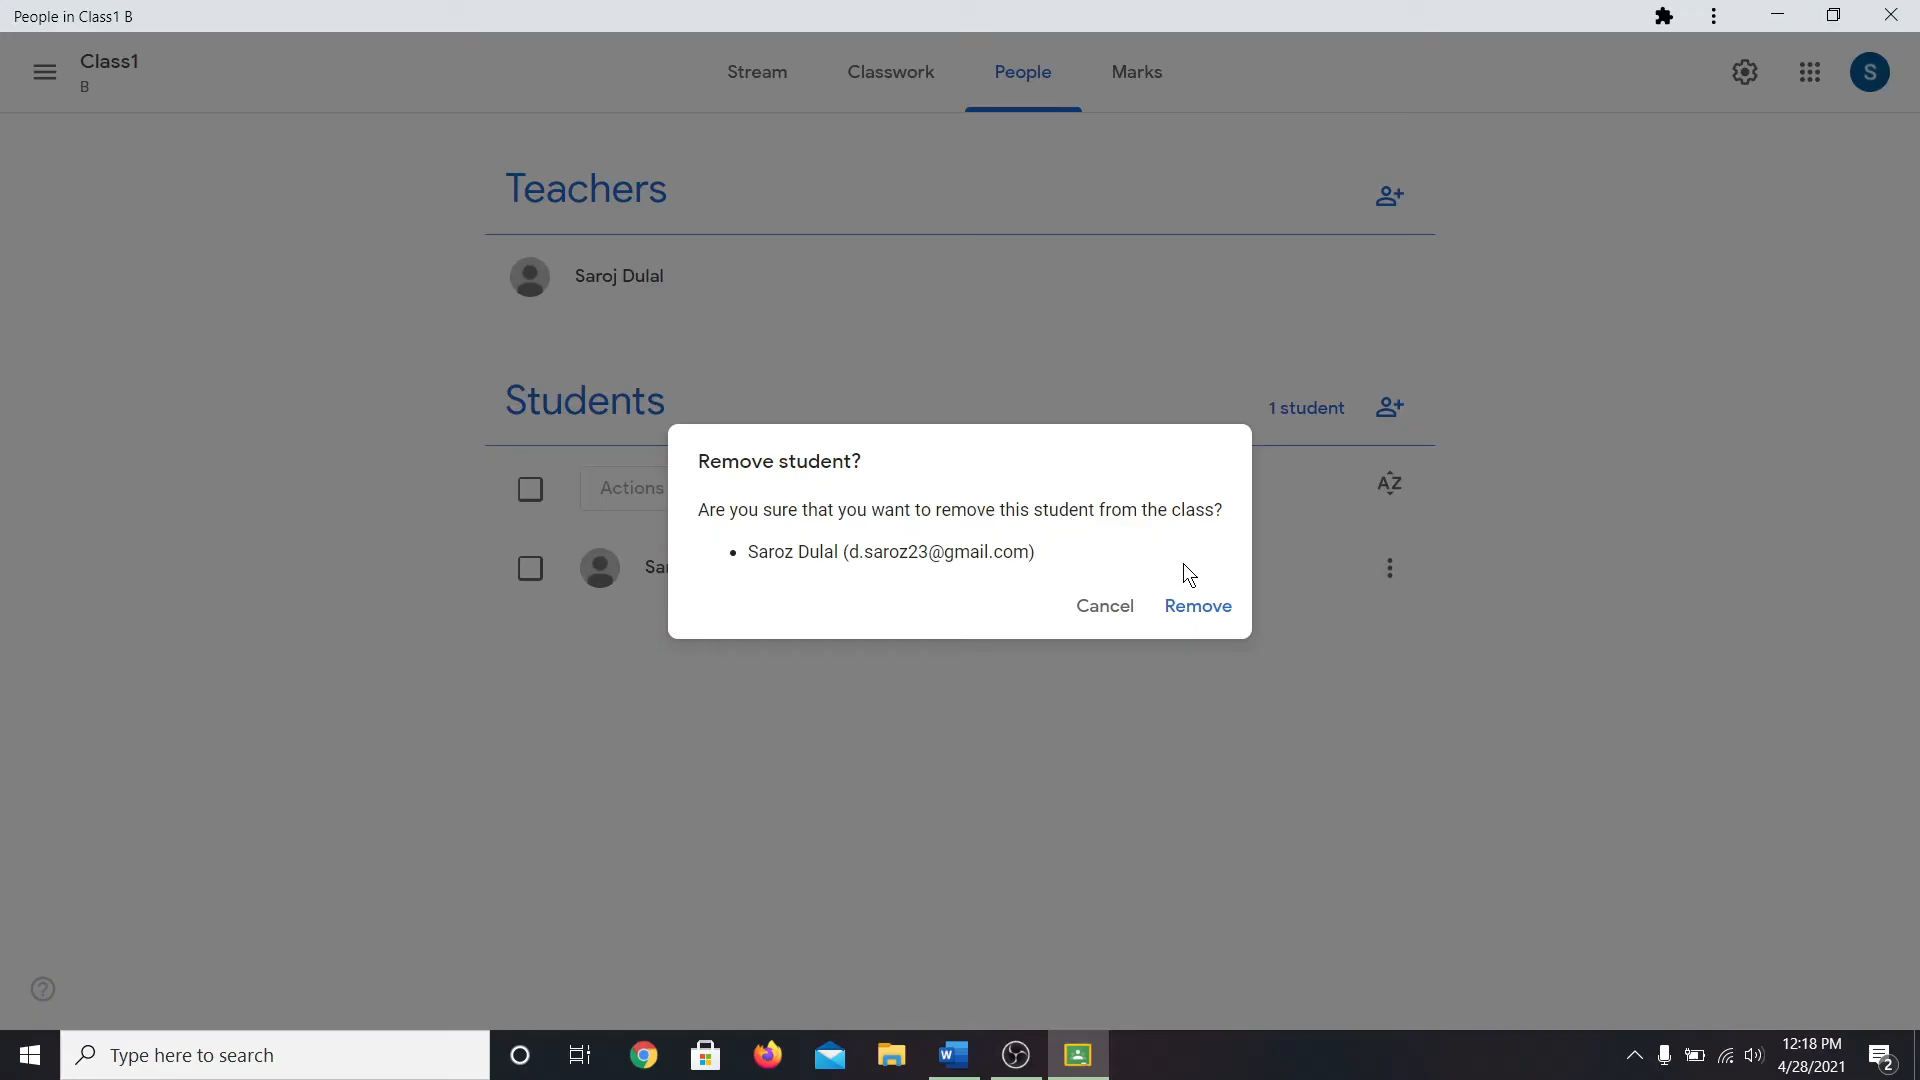 People in Class1 B
Class1
B
Stream
Classwork
People
Marks
S
Teachers
Saroj Dulal
Students
1 student
Actions
AZ
Remove student?
Are you sure that you want to remove this student from the class?
• Saroz Dulal (d.saroz23@gmail.com)
Cancel
Remove
Type here to search
12:18 PM
4/28/2021
2